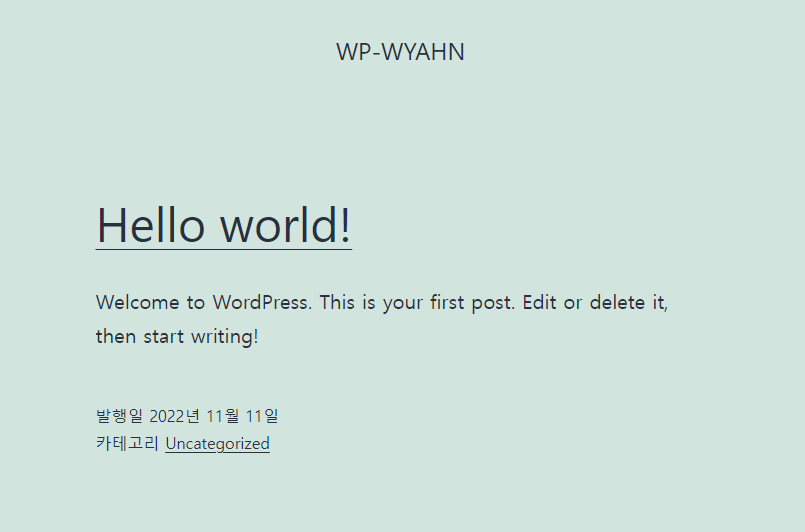 WP-WYAHN
Hello world!
Welcome to WordPress. This is your first post. Edit or delete it,
then start writing!
발행일 2022년 11월 11일
카테고리 Uncategorized